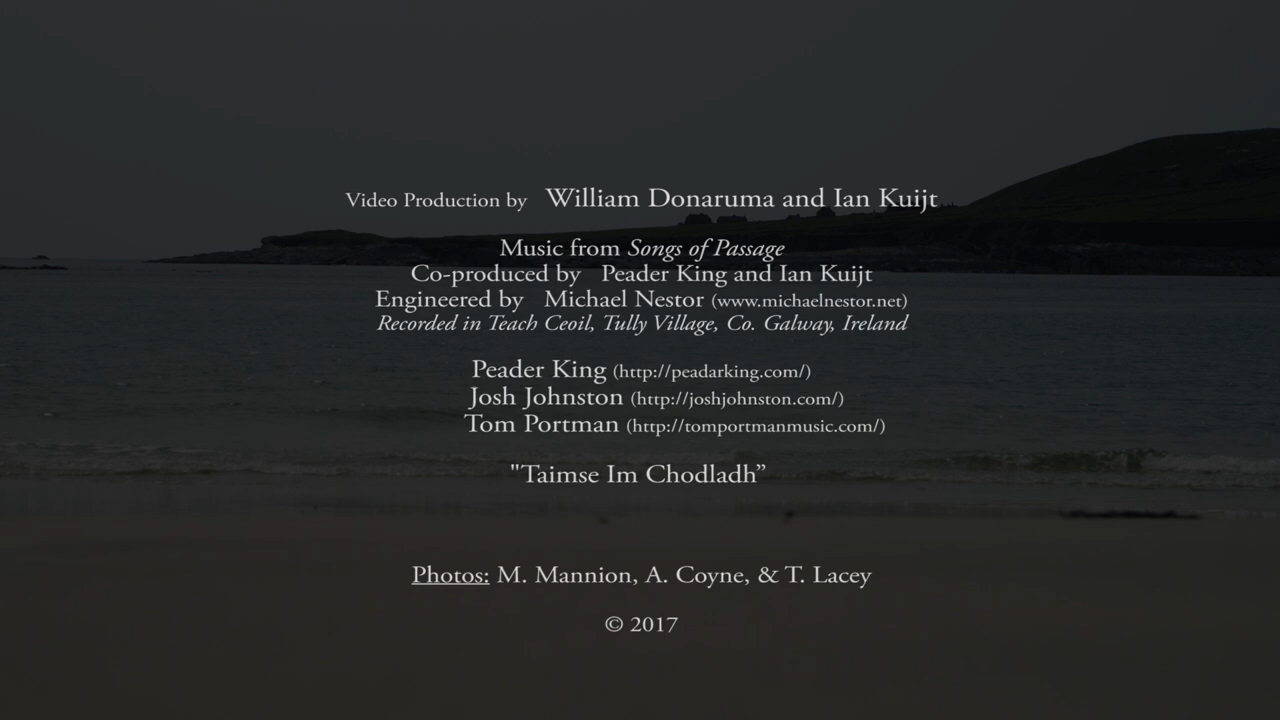 Video Production by William Donaruma and Ian Kuijt
Music from Songs of Passage
Co-produced by Peader King and Ian Kuijt
Engineered by Michael Nestor (www.michaelnestor.net)
Recorded in Teach Ceoil, Tully Village, Co. Galway, Ireland
Peader King (http://peadarking.com/)
Josh Johnston (http://joshjohnston.com/)
Tom Portman (http://tomportmanmusic.com/)
"Taimse Im Chodladh”
Photos: M. Mannion, A. Coyne, & T. Lacey
© 2017